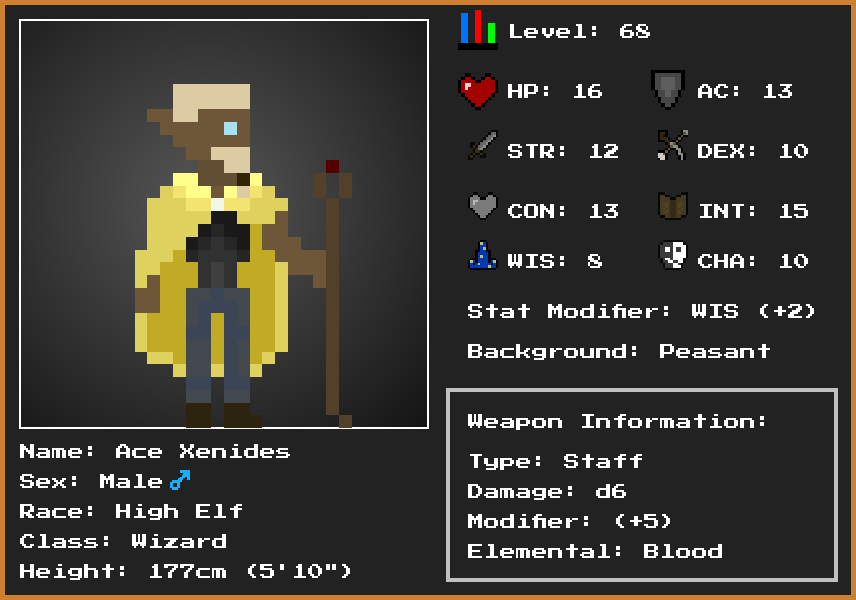 Level: 68
HP: 16 AC: 13
STR: 12 DEX: 10
CON: 13 INT: 15
WIS: 8 CHA: 10
Stat Modifier: WIS (+2)
Background: Peasant
Weapon Information:
Type: Staff
Damage: d6
Modifier: (+5)
Elemental: Blood
Name: Ace Xenides
Sex: Male ♂
Race: High Elf
Class: Wizard
Height: 177cm (5'10")